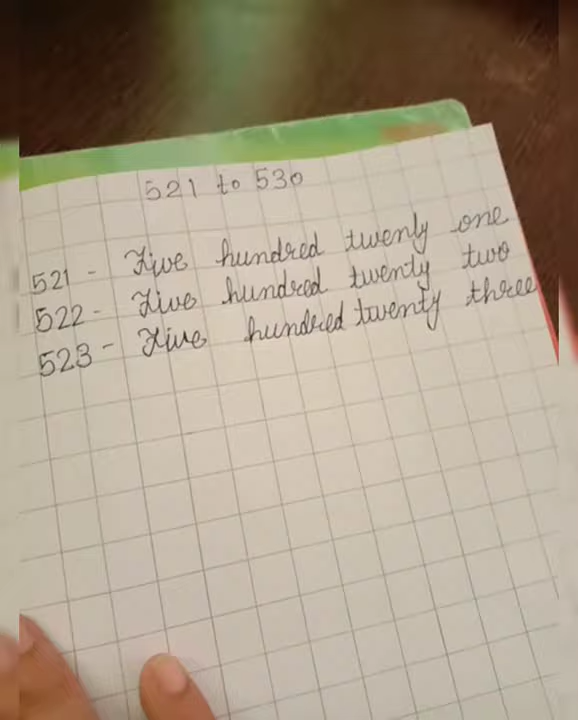 521 to 530
521 - Five hundred twenty one
522 - Five hundred twenty two
523 - Five hundred twenty three